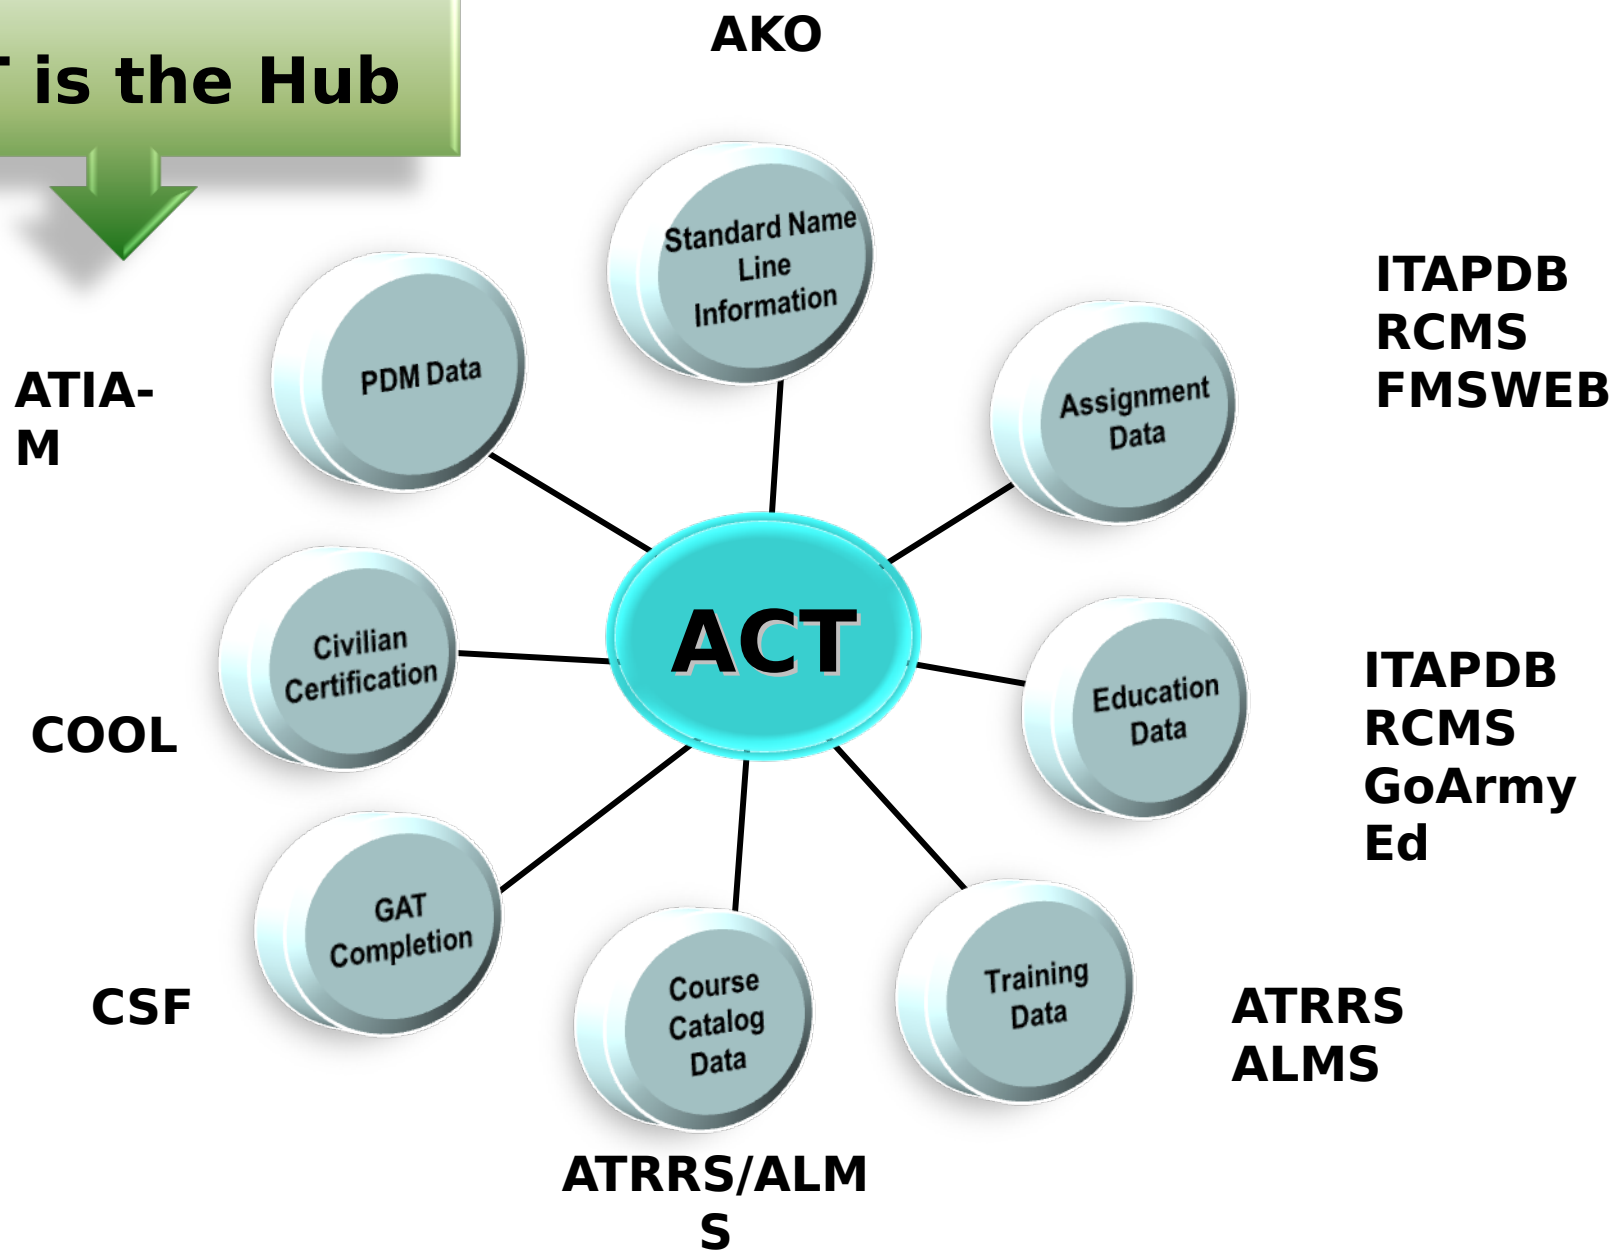 AKO
T is the Hub
Standard Name
Line
Information
ITAPDB
RCMS
FMSWEB
PDM Data
Assignment
Data
ATIA-
M
ACT
Civilian
Certification
Education
Data
ITAPDB
RCMS
GoArmy
Ed
COOL
GAT
Completion
Course
Catalog
Data
Training
Data
CSF
ATRRS
ALMS
ATRRS/ALM
S